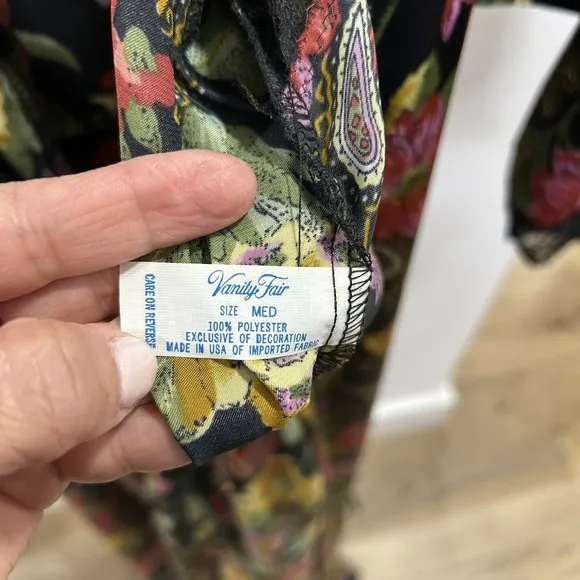 Vanity Fair
SIZE MED
100% POLYESTER
EXCLUSIVE OF DECORATION
MADE IN USA OF IMPORTED FABRIC
CARE ON REVERSE